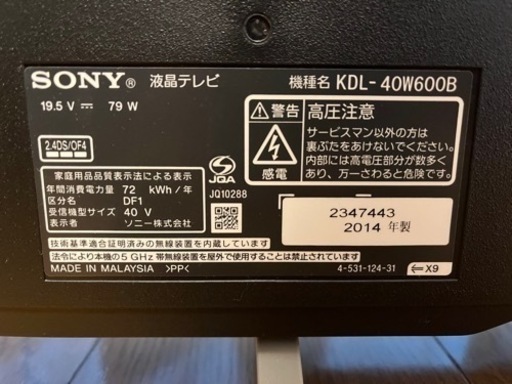 SONY® 液晶テレビ 機種名 KDL-40W600B
19.5 V ⎓ 79 W
2.4DS/OF4
家庭用品品質表示法による表示
年間消費電力量 72 kWh/年
区分名 DF1
受信機型サイズ 40 V
表示者 ソニー株式会社
JQA
JQ10288
警告 高圧注意
感電
サービスマン以外の方は
裏ぶたをあけないでください。
内部には高電圧部分が数多く
あり、万一さわると危険です。
2347443
2014 年製
技術基準適合証明済みの無線装置を内蔵しています
法令により本機の5 GHz 帯無線装置を屋外で使用することは禁止されています。
MADE IN MALAYSIA >PP< 4-531-124-31 X9